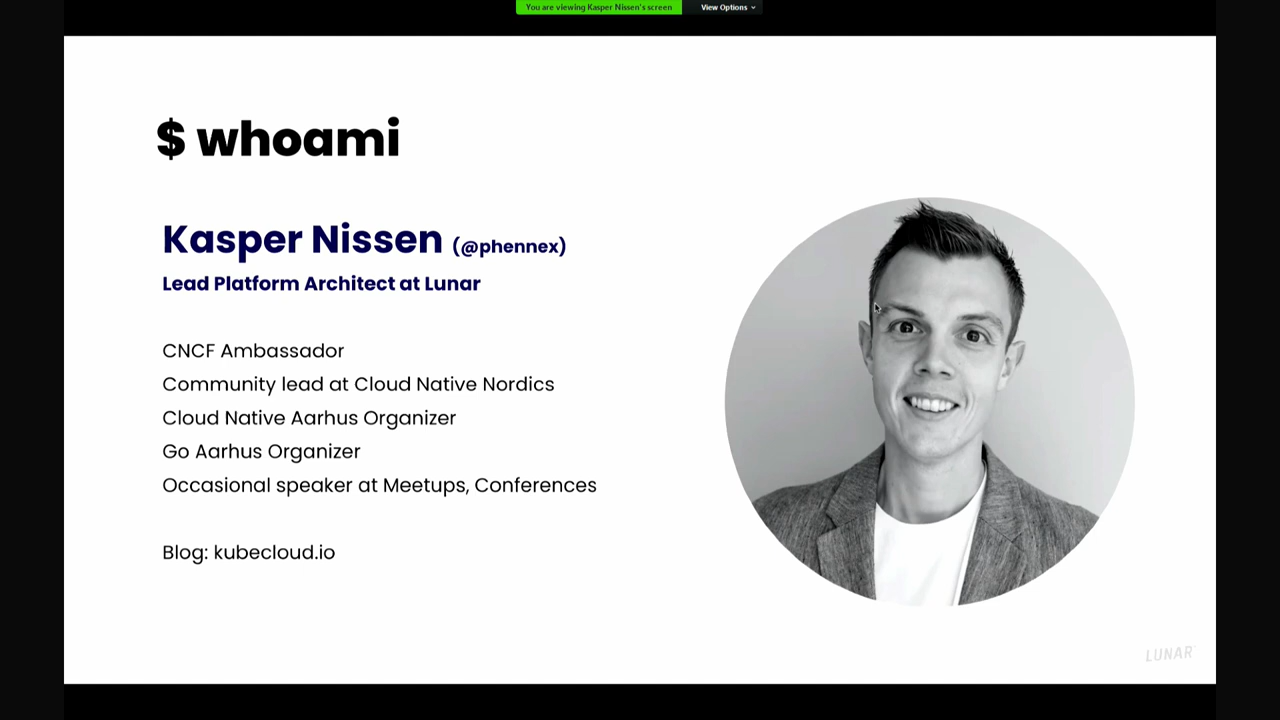 You are viewing Kasper Nissen's screen View Options
$ whoami
Kasper Nissen (@phennex)
Lead Platform Architect at Lunar
CNCF Ambassador
Community lead at Cloud Native Nordics
Cloud Native Aarhus Organizer
Go Aarhus Organizer
Occasional speaker at Meetups, Conferences
Blog: kubecloud.io
LUNAR